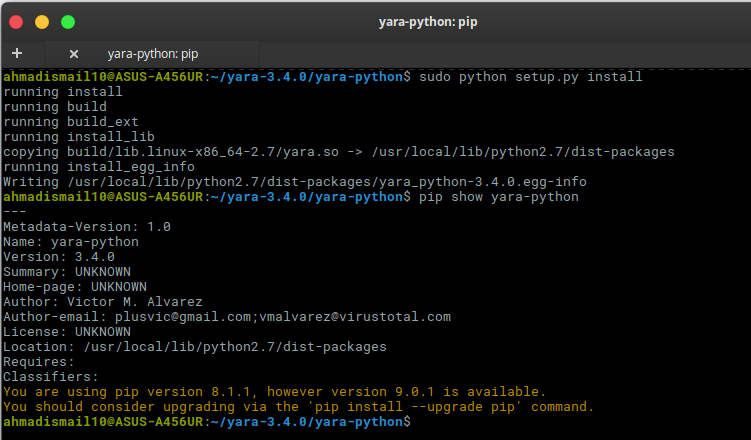 yara-python: pip
+ × yara-python: pip
ahmadismail10@ASUS-A456UR:~/yara-3.4.0/yara-python$ sudo python setup.py install
running install
running build
running build_ext
running install_lib
copying build/lib.linux-x86_64-2.7/yara.so -> /usr/local/lib/python2.7/dist-packages
running install_egg_info
Writing /usr/local/lib/python2.7/dist-packages/yara_python-3.4.0.egg-info
ahmadismail10@ASUS-A456UR:~/yara-3.4.0/yara-python$ pip show yara-python
---
Metadata-Version: 1.0
Name: yara-python
Version: 3.4.0
Summary: UNKNOWN
Home-page: UNKNOWN
Author: Victor M. Alvarez
Author-email: plusvic@gmail.com;vmalvarez@virustotal.com
License: UNKNOWN
Location: /usr/local/lib/python2.7/dist-packages
Requires:
Classifiers:
You are using pip version 8.1.1, however version 9.0.1 is available.
You should consider upgrading via the 'pip install --upgrade pip' command.
ahmadismail10@ASUS-A456UR:~/yara-3.4.0/yara-python$